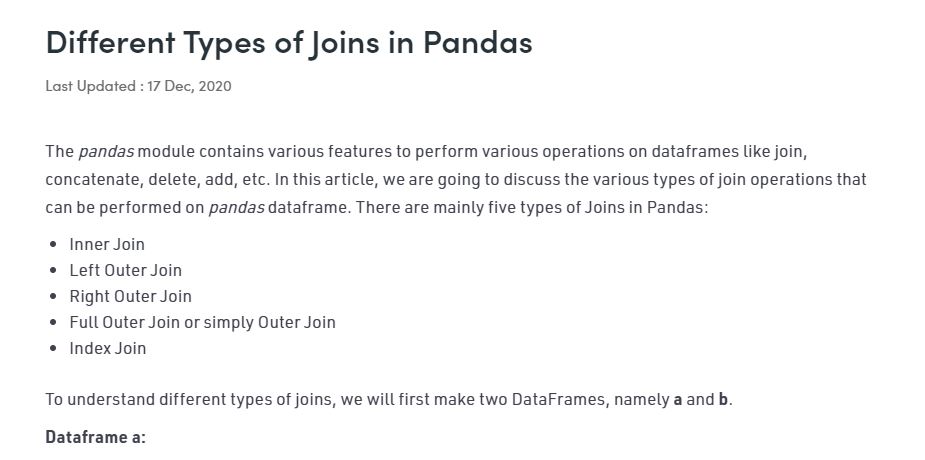 Different Types of Joins in Pandas
Last Updated : 17 Dec, 2020
The pandas module contains various features to perform various operations on dataframes like join,
concatenate, delete, add, etc. In this article, we are going to discuss the various types of join operations that
can be performed on pandas dataframe. There are mainly five types of Joins in Pandas:
• Inner Join
• Left Outer Join
• Right Outer Join
• Full Outer Join or simply Outer Join
• Index Join
To understand different types of joins, we will first make two DataFrames, namely a and b.
Dataframe a: